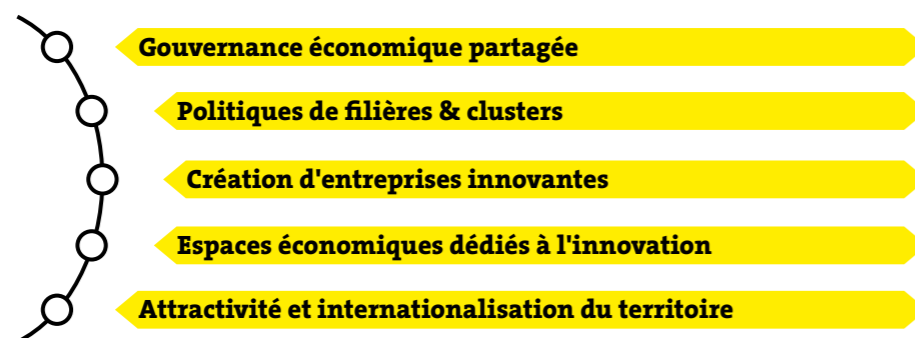 Gouvernance économique partagée
Politiques de filières & clusters
Création d'entreprises innovantes
Espaces économiques dédiés à l'innovation
Attractivité et internationalisation du territoire